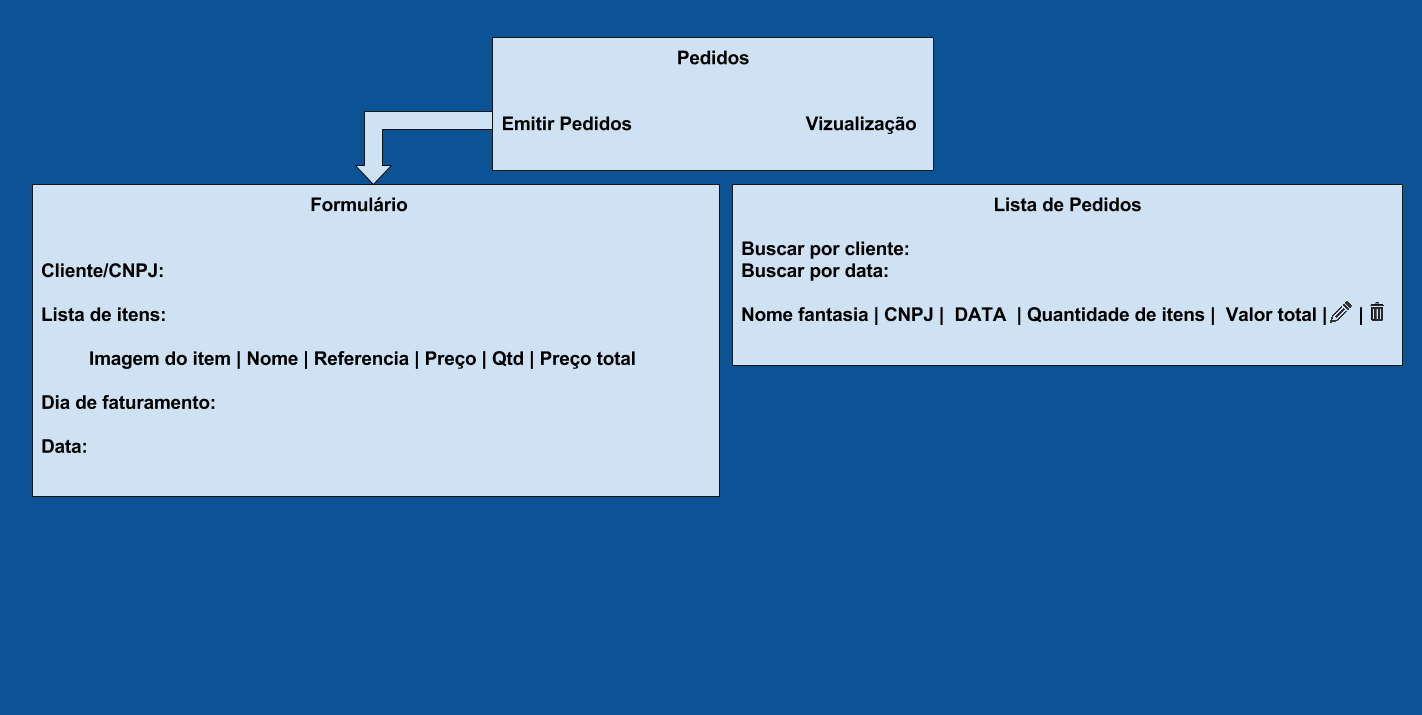 Pedidos
Emitir Pedidos Vizualização
Formulário
Cliente/CNPJ:
Lista de itens:
Imagem do item | Nome | Referencia | Preço | Qtd | Preço total
Dia de faturamento:
Data:
Lista de Pedidos
Buscar por cliente:
Buscar por data:
Nome fantasia | CNPJ | DATA | Quantidade de itens | Valor total | |